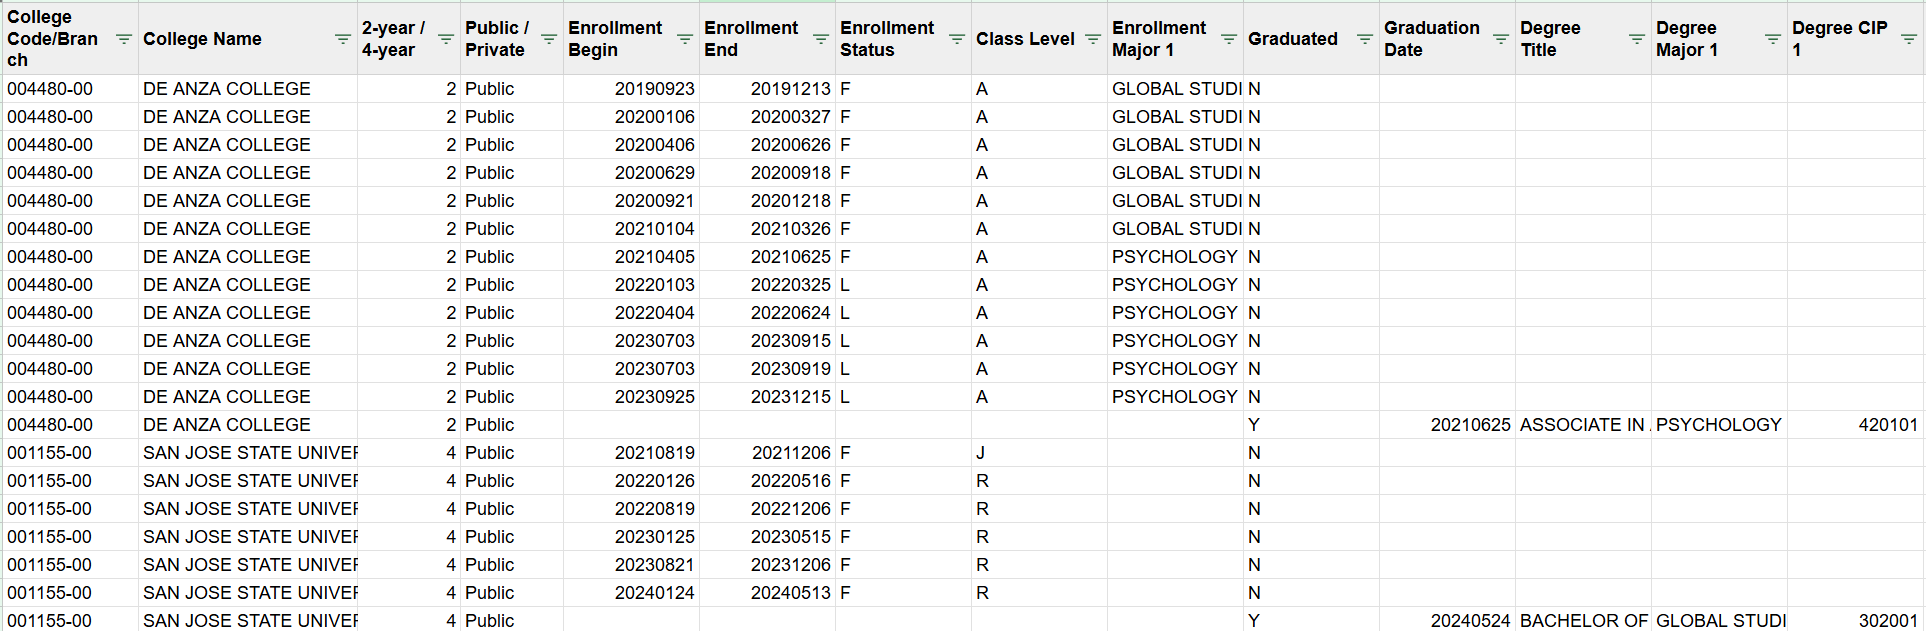 College Code/Branch College Name 2-year / 4-year Public / Private Enrollment Begin Enrollment End Enrollment Status Class Level Enrollment Major 1 Graduated Graduation Date Degree Title Degree Major 1 Degree CIP 1
004480-00 DE ANZA COLLEGE 2 Public 20190923 20191213 F A GLOBAL STUDI N
004480-00 DE ANZA COLLEGE 2 Public 20200106 20200327 F A GLOBAL STUDI N
004480-00 DE ANZA COLLEGE 2 Public 20200406 20200626 F A GLOBAL STUDI N
004480-00 DE ANZA COLLEGE 2 Public 20200629 20200918 F A GLOBAL STUDI N
004480-00 DE ANZA COLLEGE 2 Public 20200921 20201218 F A GLOBAL STUDI N
004480-00 DE ANZA COLLEGE 2 Public 20210104 20210326 F A GLOBAL STUDI N
004480-00 DE ANZA COLLEGE 2 Public 20210405 20210625 F A PSYCHOLOGY N
004480-00 DE ANZA COLLEGE 2 Public 20220103 20220325 L A PSYCHOLOGY N
004480-00 DE ANZA COLLEGE 2 Public 20220404 20220624 L A PSYCHOLOGY N
004480-00 DE ANZA COLLEGE 2 Public 20230703 20230915 L A PSYCHOLOGY N
004480-00 DE ANZA COLLEGE 2 Public 20230703 20230919 L A PSYCHOLOGY N
004480-00 DE ANZA COLLEGE 2 Public 20230925 20231215 L A PSYCHOLOGY N
004480-00 DE ANZA COLLEGE 2 Public Y 20210625 ASSOCIATE IN PSYCHOLOGY 420101
001155-00 SAN JOSE STATE UNIVER 4 Public 20210819 20211206 F J N
001155-00 SAN JOSE STATE UNIVER 4 Public 20220126 20220516 F R N
001155-00 SAN JOSE STATE UNIVER 4 Public 20220819 20221206 F R N
001155-00 SAN JOSE STATE UNIVER 4 Public 20230125 20230515 F R N
001155-00 SAN JOSE STATE UNIVER 4 Public 20230821 20231206 F R N
001155-00 SAN JOSE STATE UNIVER 4 Public 20240124 20240513 F R N
001155-00 SAN JOSE STATE UNIVER 4 Public Y 20240524 BACHELOR OF GLOBAL STUDI 302001